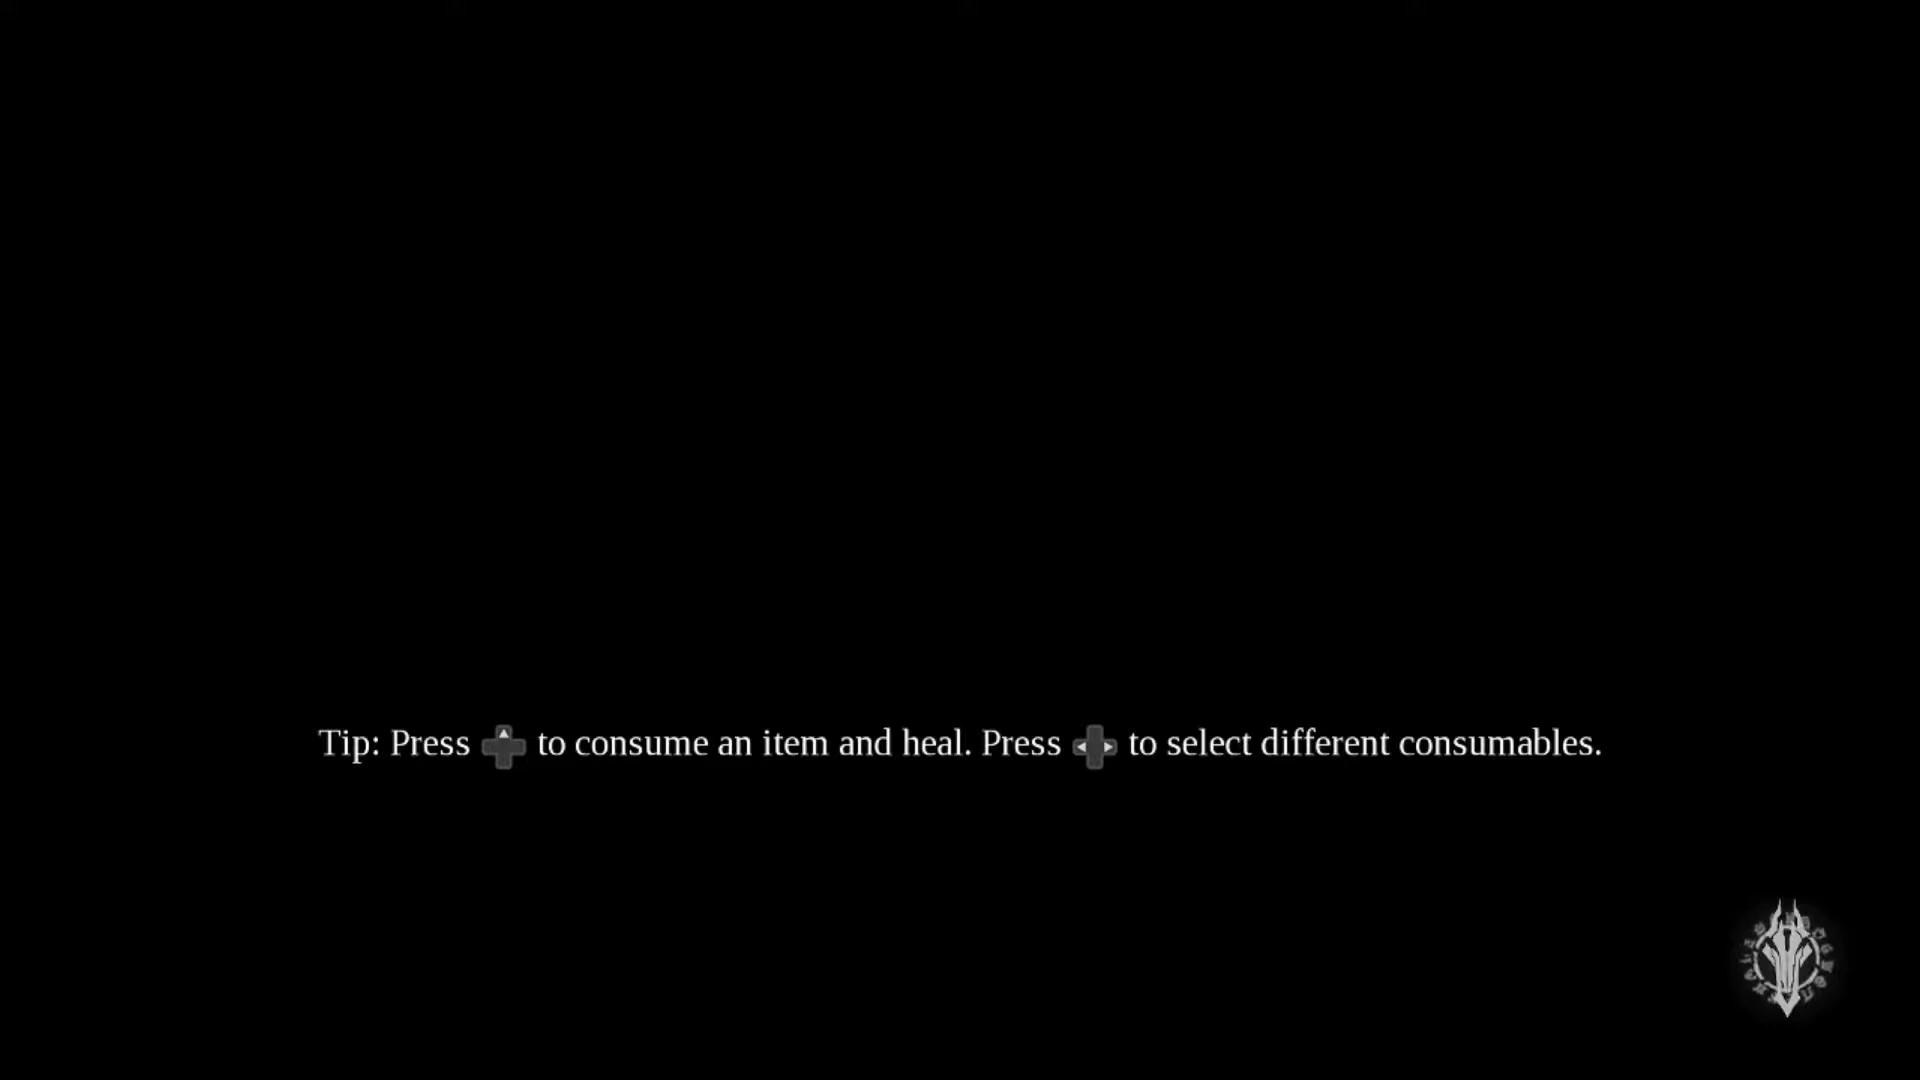 Tip: Press to consume an item and heal. Press to select different consumables.